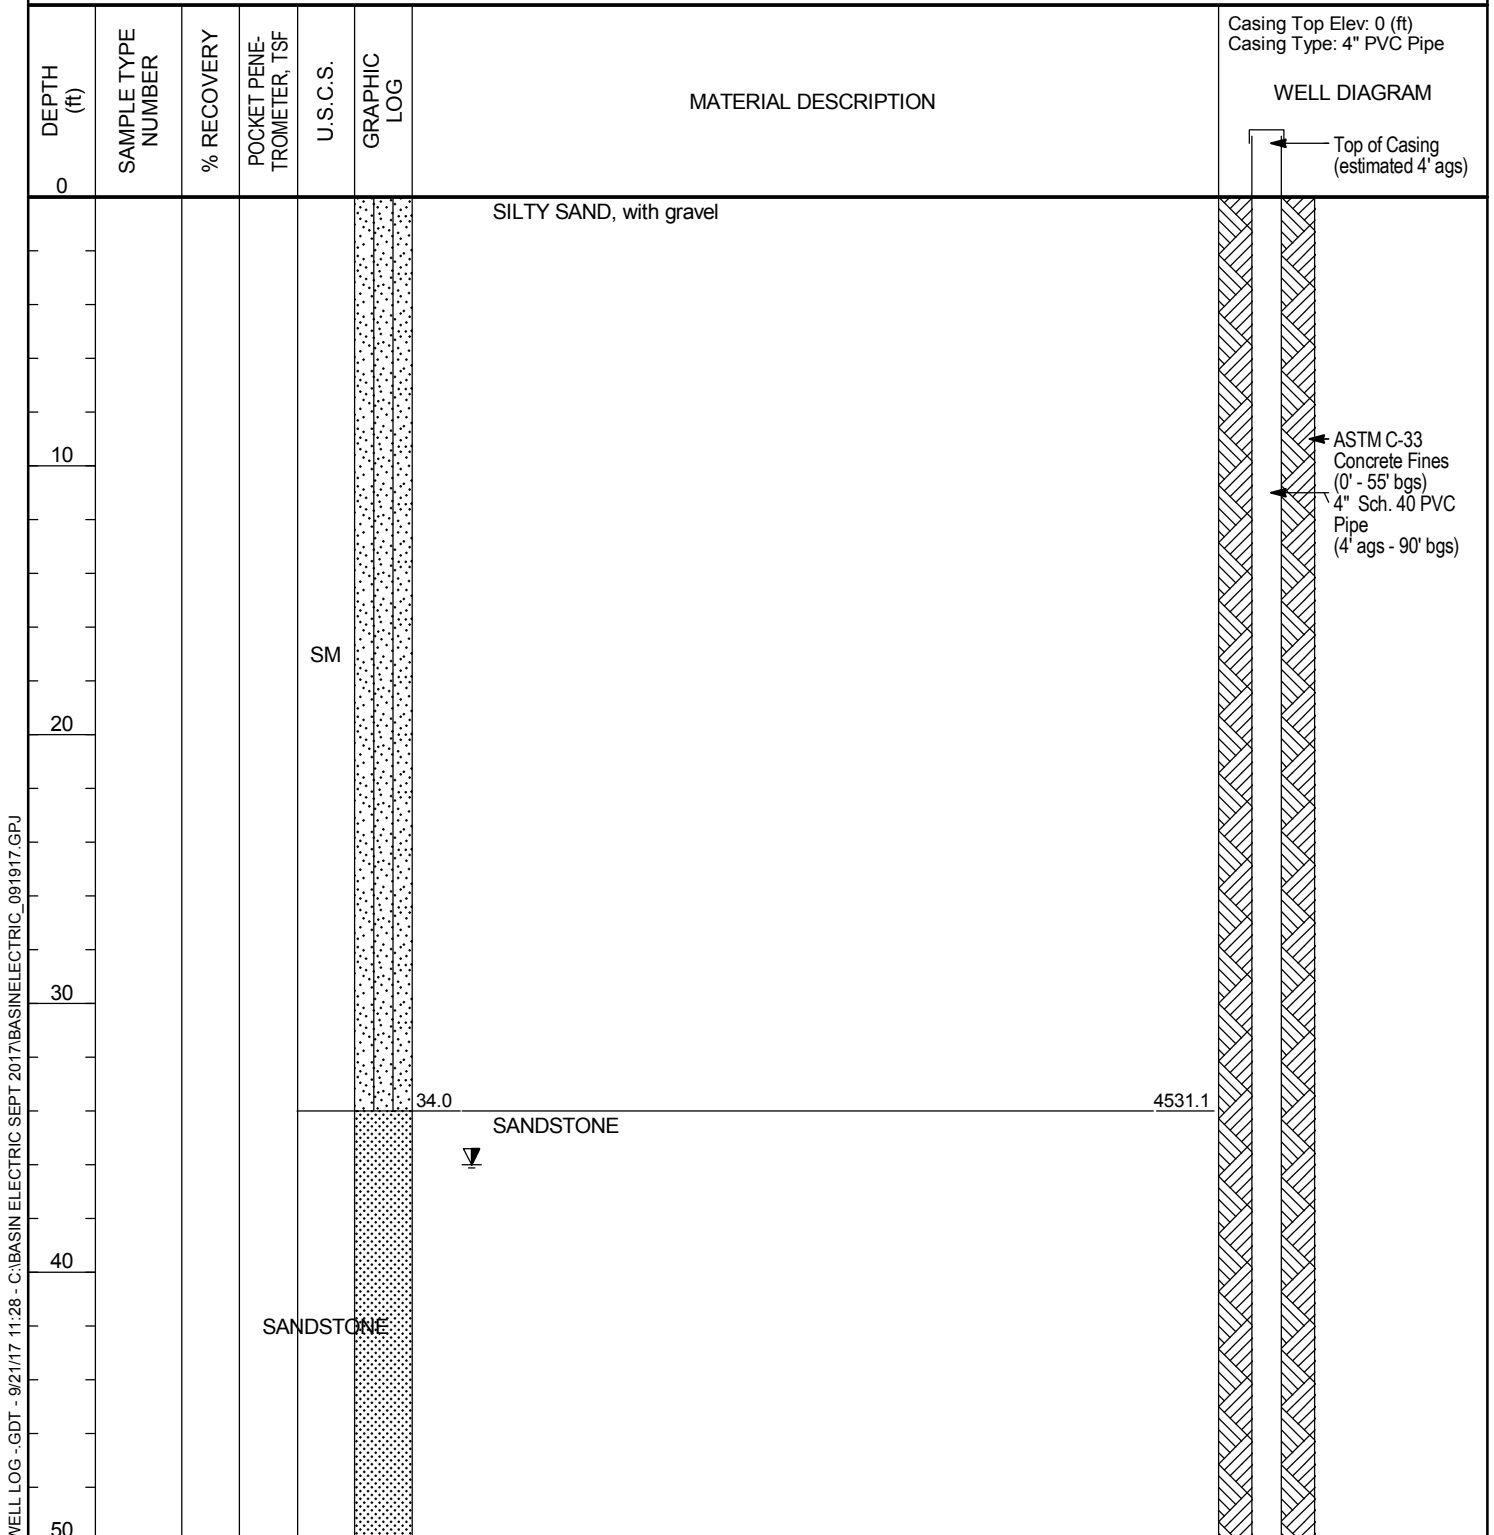 Casing Top Elev: 0 (ft)
Casing Type: 4" PVC Pipe
DEPTH
(ft)
SAMPLE TYPE
NUMBER
% RECOVERY
POCKET PENE-
TROMETER, TSF
U.S.C.S.
GRAPHIC
LOG
MATERIAL DESCRIPTION
WELL DIAGRAM
Top of Casing
(estimated 4' ags)
0
SILTY SAND, with gravel
10
ASTM C-33
Concrete Fines
(0' - 55' bgs)
4" Sch. 40 PVC
Pipe
(4' ags - 90' bgs)
SM
20
30
34.0
4531.1
SANDSTONE
40
SANDSTONE
50
WELL LOG -.GDT - 9/21/17 11:28 - C:\BASIN ELECTRIC SEPT 2017\BASINELECTRIC_091917.GPJ